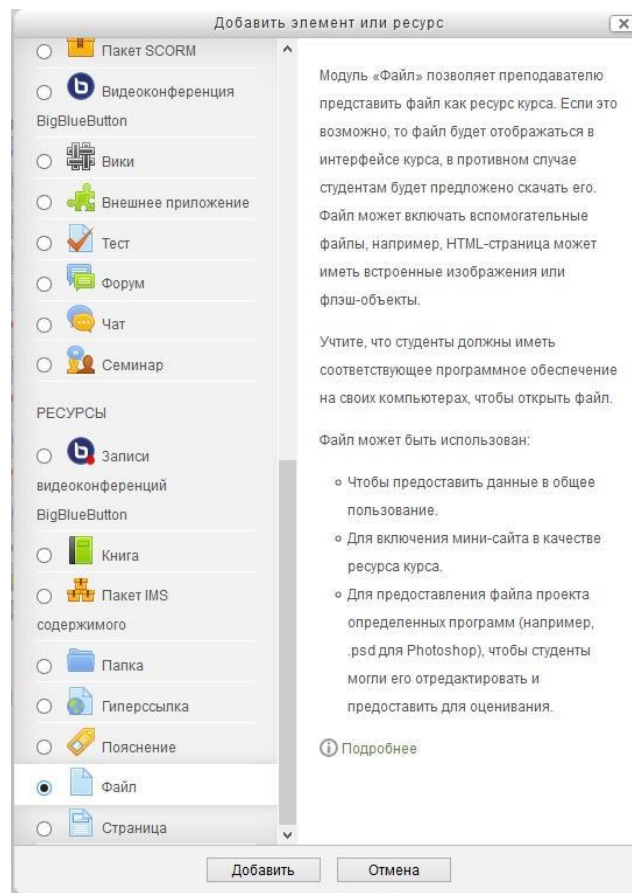 Добавить элемент или ресурс
Пакет SCORM
Видеоконференция
BigBlueButton
Вики
Внешнее приложение
Тест
Форум
Чат
Семинар
РЕСУРСЫ
Записи
видеоконференций
BigBlueButton
Книга
Пакет IMS
содержимого
Папка
Гиперссылка
Пояснение
Файл
Страница
Модуль «Файл» позволяет преподавателю
представить файл как ресурс курса. Если это
возможно, то файл будет отображаться в
интерфейсе курса, в противном случае
студентам будет предложено скачать его.
Файл может включать вспомогательные
файлы, например, HTML-страница может
иметь встроенные изображения или
флэш-объекты.
Учтите, что студенты должны иметь
соответствующее программное обеспечение
на своих компьютерах, чтобы открыть файл.
Файл может быть использован:
Чтобы предоставить данные в общее
пользование.
Для включения мини-сайта в качестве
ресурса курса.
Для предоставления файла проекта
определенных программ (например,
.psd для Photoshop), чтобы студенты
могли его отредактировать и
предоставить для оценивания.
Подробнее
Добавить
Отмена